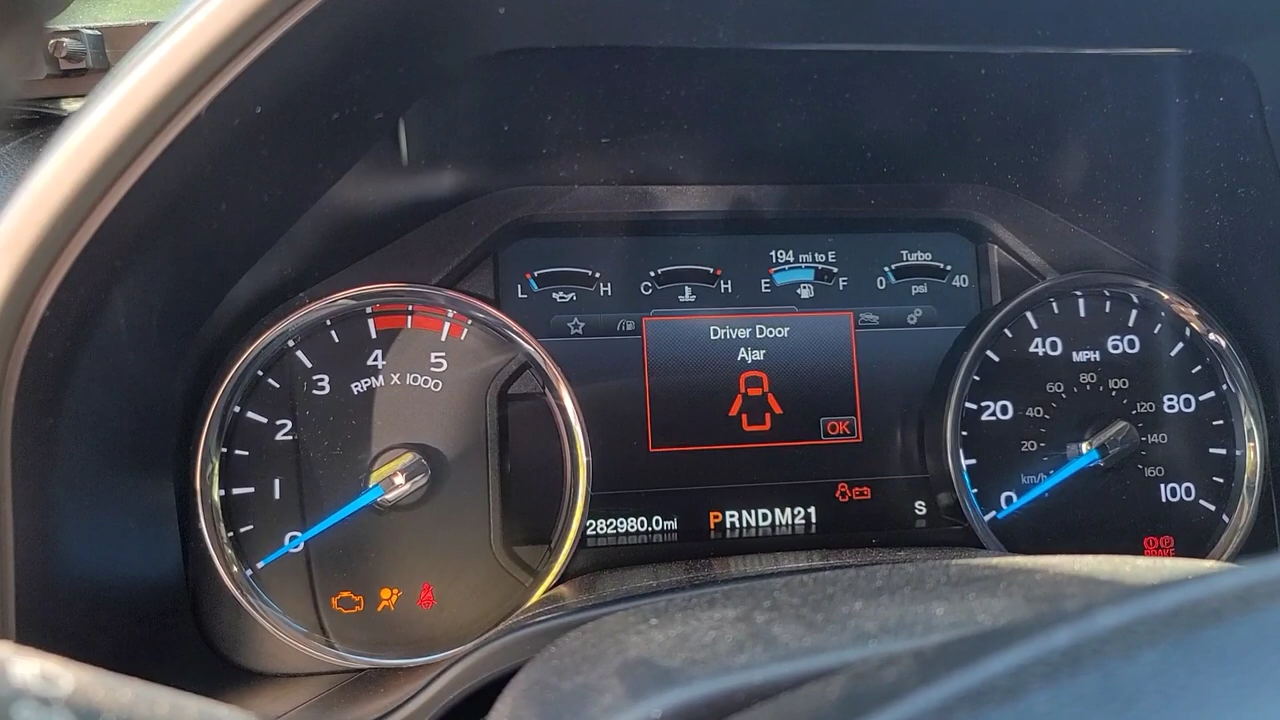 194 mi to E
Turbo
L H
C H
E F
0 40
psi
Driver Door
Ajar
OK
0 1 2 3 4 5
RPM X 1000
0 20 40 60 80 100
MPH
20 40 60 80 100 120 140 160
km/h
282980.0mi
PRNDM21
S
P
BRAKE